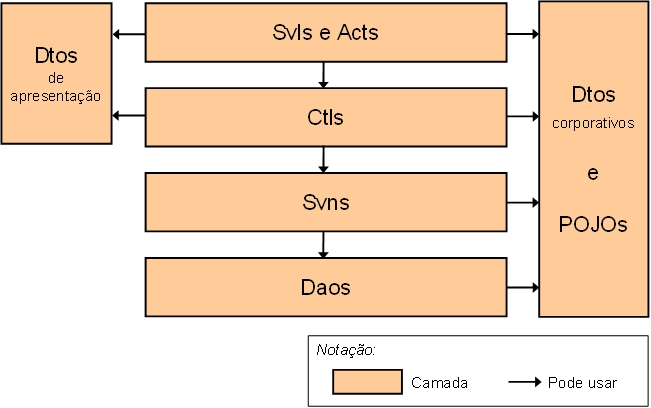 Svls e Acts
Dtos
de
apresentação
Ctls
Dtos
corporativos
e
POJOs
Svns
Daos
Notação:
Camada
Pode usar